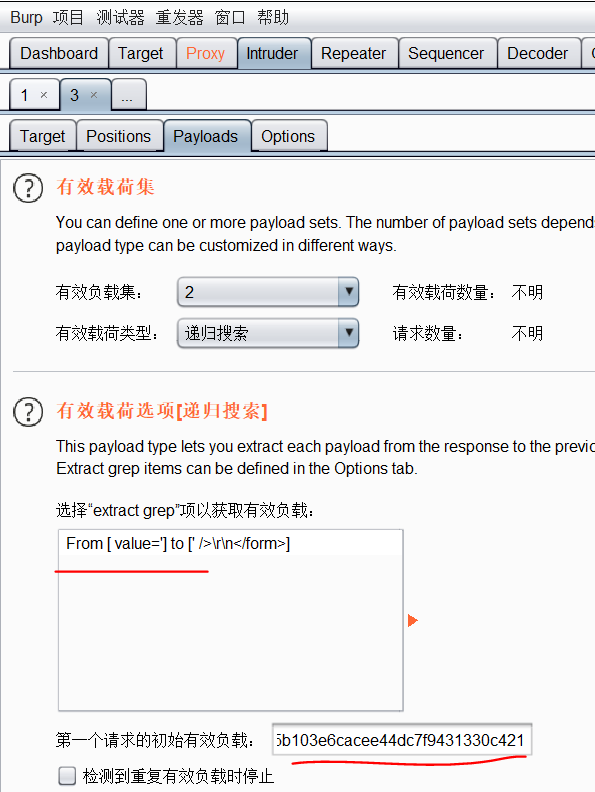 Burp 项目 测试器 重发器 窗口 帮助
Dashboard Target Proxy Intruder Repeater Sequencer Decoder
1 × 3 × ...
Target Positions Payloads Options
? 有效载荷集
You can define one or more payload sets. The number of payload sets depends
payload type can be customized in different ways.
有效负载集： 2 有效载荷数量： 不明
有效载荷类型： 递归搜索 请求数量： 不明
? 有效载荷选项[递归搜索]
This payload type lets you extract each payload from the response to the previo
Extract grep items can be defined in the Options tab.
选择“extract grep”项以获取有效负载：
From [ value='] to [' />\r\n</form>]
第一个请求的初始有效负载： b103e6cacee44dc7f9431330c421
检测到重复有效负载时停止